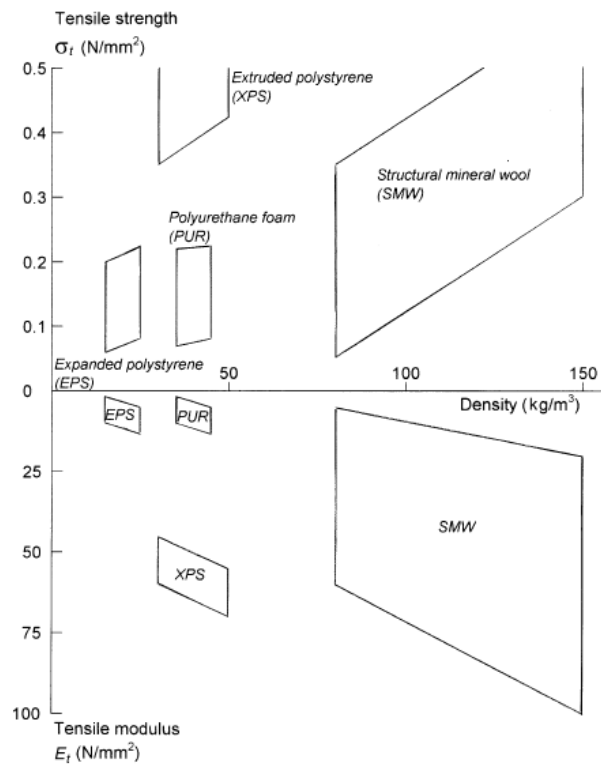 Tensile strength
σt (N/mm²)
0.5
Extruded polystyrene
(XPS)
0.4
Structural mineral wool
(SMW)
0.3
Polyurethane foam
(PUR)
0.2
0.1
Expanded polystyrene
(EPS)
50
100
150
0
Density (kg/m³)
EPS
PUR
25
SMW
50
XPS
75
100
Tensile modulus
Et (N/mm²)